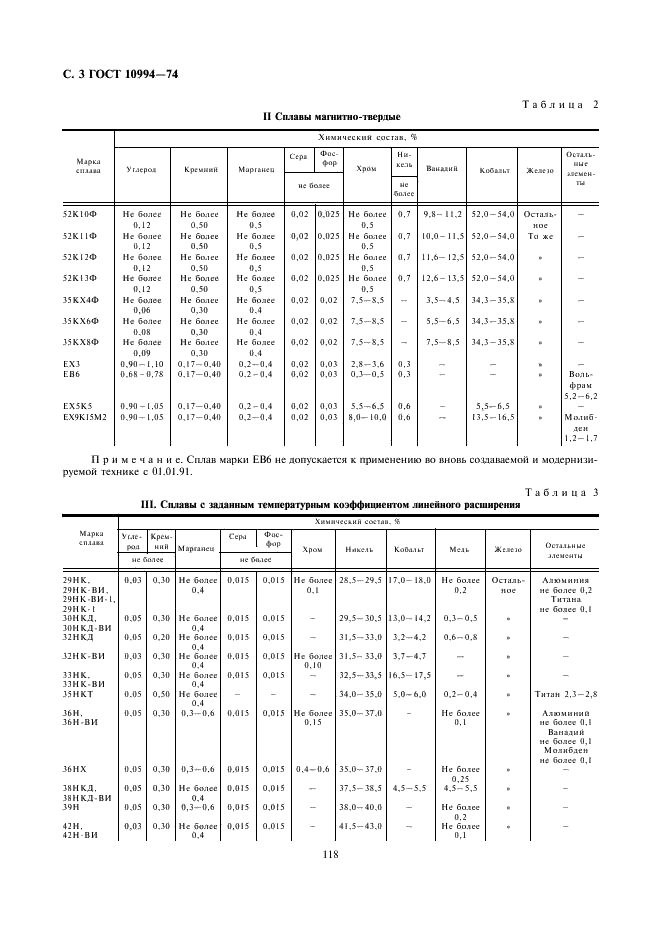 С. 3 ГОСТ 10994—74
Таблица 2
II Сплавы магнитно-твердые
Марка сплава Химический состав, %
Углерод Кремний Марганец Сера Фос-фор Хром Ни-кель Ванадий Кобальт Железо Осталь-ные элемен-ты
не более не более
52К10Ф Не более 0,12 Не более 0,50 Не более 0,5 0,02 0,025 Не более 0,5 0,7 9,8—11,2 52,0—54,0 Осталь-ное —
52К11Ф Не более 0,12 Не более 0,50 Не более 0,5 0,02 0,025 Не более 0,5 0,7 10,0—11,5 52,0—54,0 То же —
52К12Ф Не более 0,12 Не более 0,50 Не более 0,5 0,02 0,025 Не более 0,5 0,7 11,6—12,5 52,0—54,0 » —
52К13Ф Не более 0,12 Не более 0,50 Не более 0,5 0,02 0,025 Не более 0,5 0,7 12,6—13,5 52,0—54,0 » —
35КХ4Ф Не более 0,06 Не более 0,30 Не более 0,4 0,02 0,02 7,5—8,5 — 3,5—4,5 34,3—35,8 » —
35КХ6Ф Не более 0,08 Не более 0,30 Не более 0,4 0,02 0,02 7,5—8,5 — 5,5—6,5 34,3—35,8 » —
35КХ8Ф Не более 0,09 Не более 0,30 Не более 0,4 0,02 0,02 7,5—8,5 — 7,5—8,5 34,3—35,8 » —
ЕХ3 0,90—1,10 0,17—0,40 0,2—0,4 0,02 0,03 2,8—3,6 0,3 — — » —
ЕВ6 0,68—0,78 0,17—0,40 0,2—0,4 0,02 0,03 0,3—0,5 0,3 — — » Воль-фрам 5,2—6,2
ЕХ5К5 0,90—1,05 0,17—0,40 0,2—0,4 0,02 0,03 5,5—6,5 0,6 — 5,5—6,5 » —
ЕХ9К15М2 0,90—1,05 0,17—0,40 0,2—0,4 0,02 0,03 8,0—10,0 0,6 — 13,5—16,5 » Молиб-ден 1,2—1,7
Примечание. Сплав марки ЕВ6 не допускается к применению во вновь создаваемой и модернизи-
руемой технике с 01.01.91.
Таблица 3
III. Сплавы с заданным температурным коэффициентом линейного расширения
Марка сплава Химический состав, %
Угле-род Крем-ний Марганец Сера Фос-фор Хром Никель Кобальт Медь Железо Остальные элементы
не более не более
29НК, 29НК-ВИ, 29НК-ВИ-1, 29НК-1 0,03 0,30 Не более 0,4 0,015 0,015 Не более 0,1 28,5—29,5 17,0—18,0 Не более 0,2 Осталь-ное Алюминия не более 0,2 Титана не более 0,1
30НКД, 30НКД-ВИ 0,05 0,30 Не более 0,4 0,015 0,015 — 29,5—30,5 13,0—14,2 0,3—0,5 » —
32НКД 0,05 0,20 Не более 0,4 0,015 0,015 — 31,5—33,0 3,2—4,2 0,6—0,8 » —
32НК-ВИ 0,03 0,30 Не более 0,4 0,015 0,015 Не более 0,10 31,5—33,0 3,7—4,7 — » —
33НК, 33НК-ВИ 0,05 0,30 Не более 0,4 0,015 0,015 — 32,5—33,5 16,5—17,5 — » —
35НКТ 0,05 0,50 Не более 0,4 — — — 34,0—35,0 5,0—6,0 0,2—0,4 » Титан 2,3—2,8
36Н, 36Н-ВИ 0,05 0,30 0,3—0,6 0,015 0,015 Не более 0,15 35,0—37,0 — Не более 0,1 » Алюминий не более 0,1 Ванадий не более 0,1 Молибден не более 0,1
36НХ 0,05 0,30 0,3—0,6 0,015 0,015 0,4—0,6 35,0—37,0 — Не более 0,25 » —
38НКД, 38НКД-ВИ 0,05 0,30 Не более 0,4 0,015 0,015 — 37,5—38,5 4,5—5,5 4,5—5,5 » —
39Н 0,05 0,30 0,3—0,6 0,015 0,015 — 38,0—40,0 — Не более 0,2 » —
42Н, 42Н-ВИ 0,03 0,30 Не более 0,4 0,015 0,015 — 41,5—43,0 — Не более 0,1 » —
118